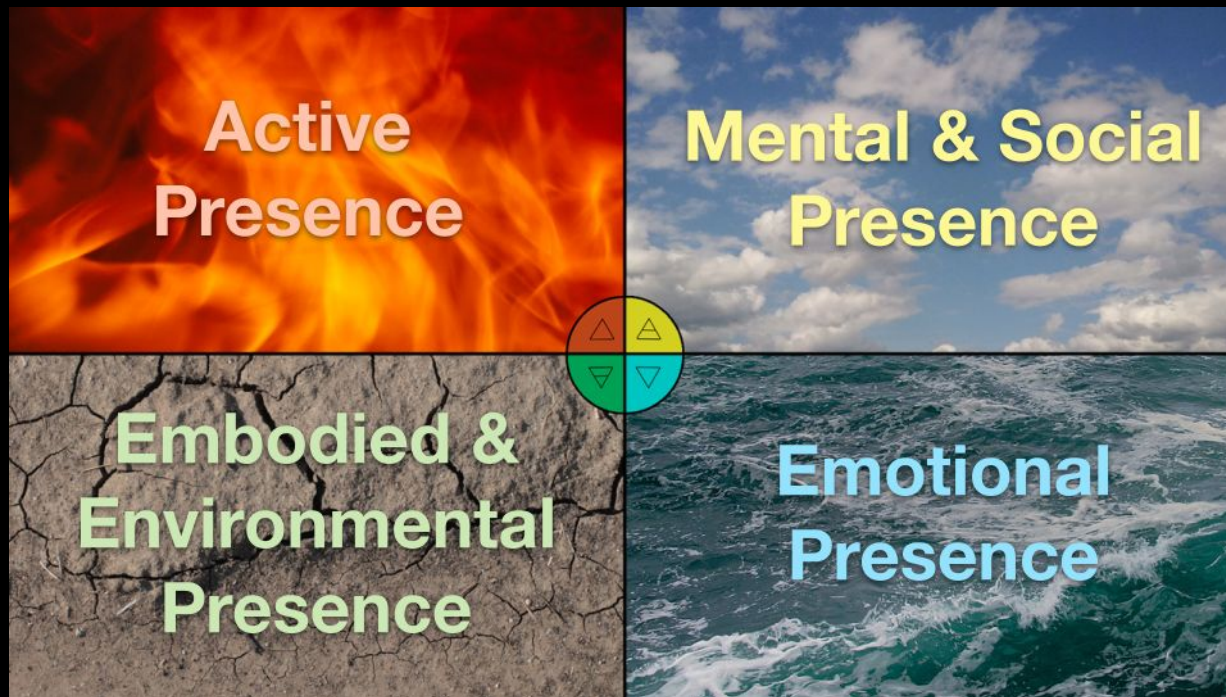 Active
Presence
Mental & Social
Presence
Embodied &
Environmental
Presence
Emotional
Presence